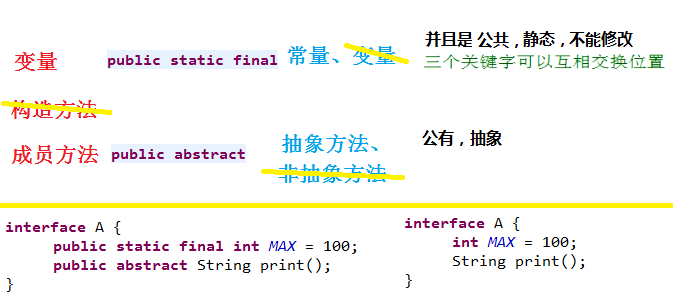 并且是 公共 , 静态 , 不能修改
变量 public static final 常量、变量 三个关键字可以互相交换位置
构造方法
成员方法 public abstract 抽象方法、 公有 , 抽象
非抽象方法
interface A {
public static final int MAX = 100;
public abstract String print();
}
interface A {
int MAX = 100;
String print();
}